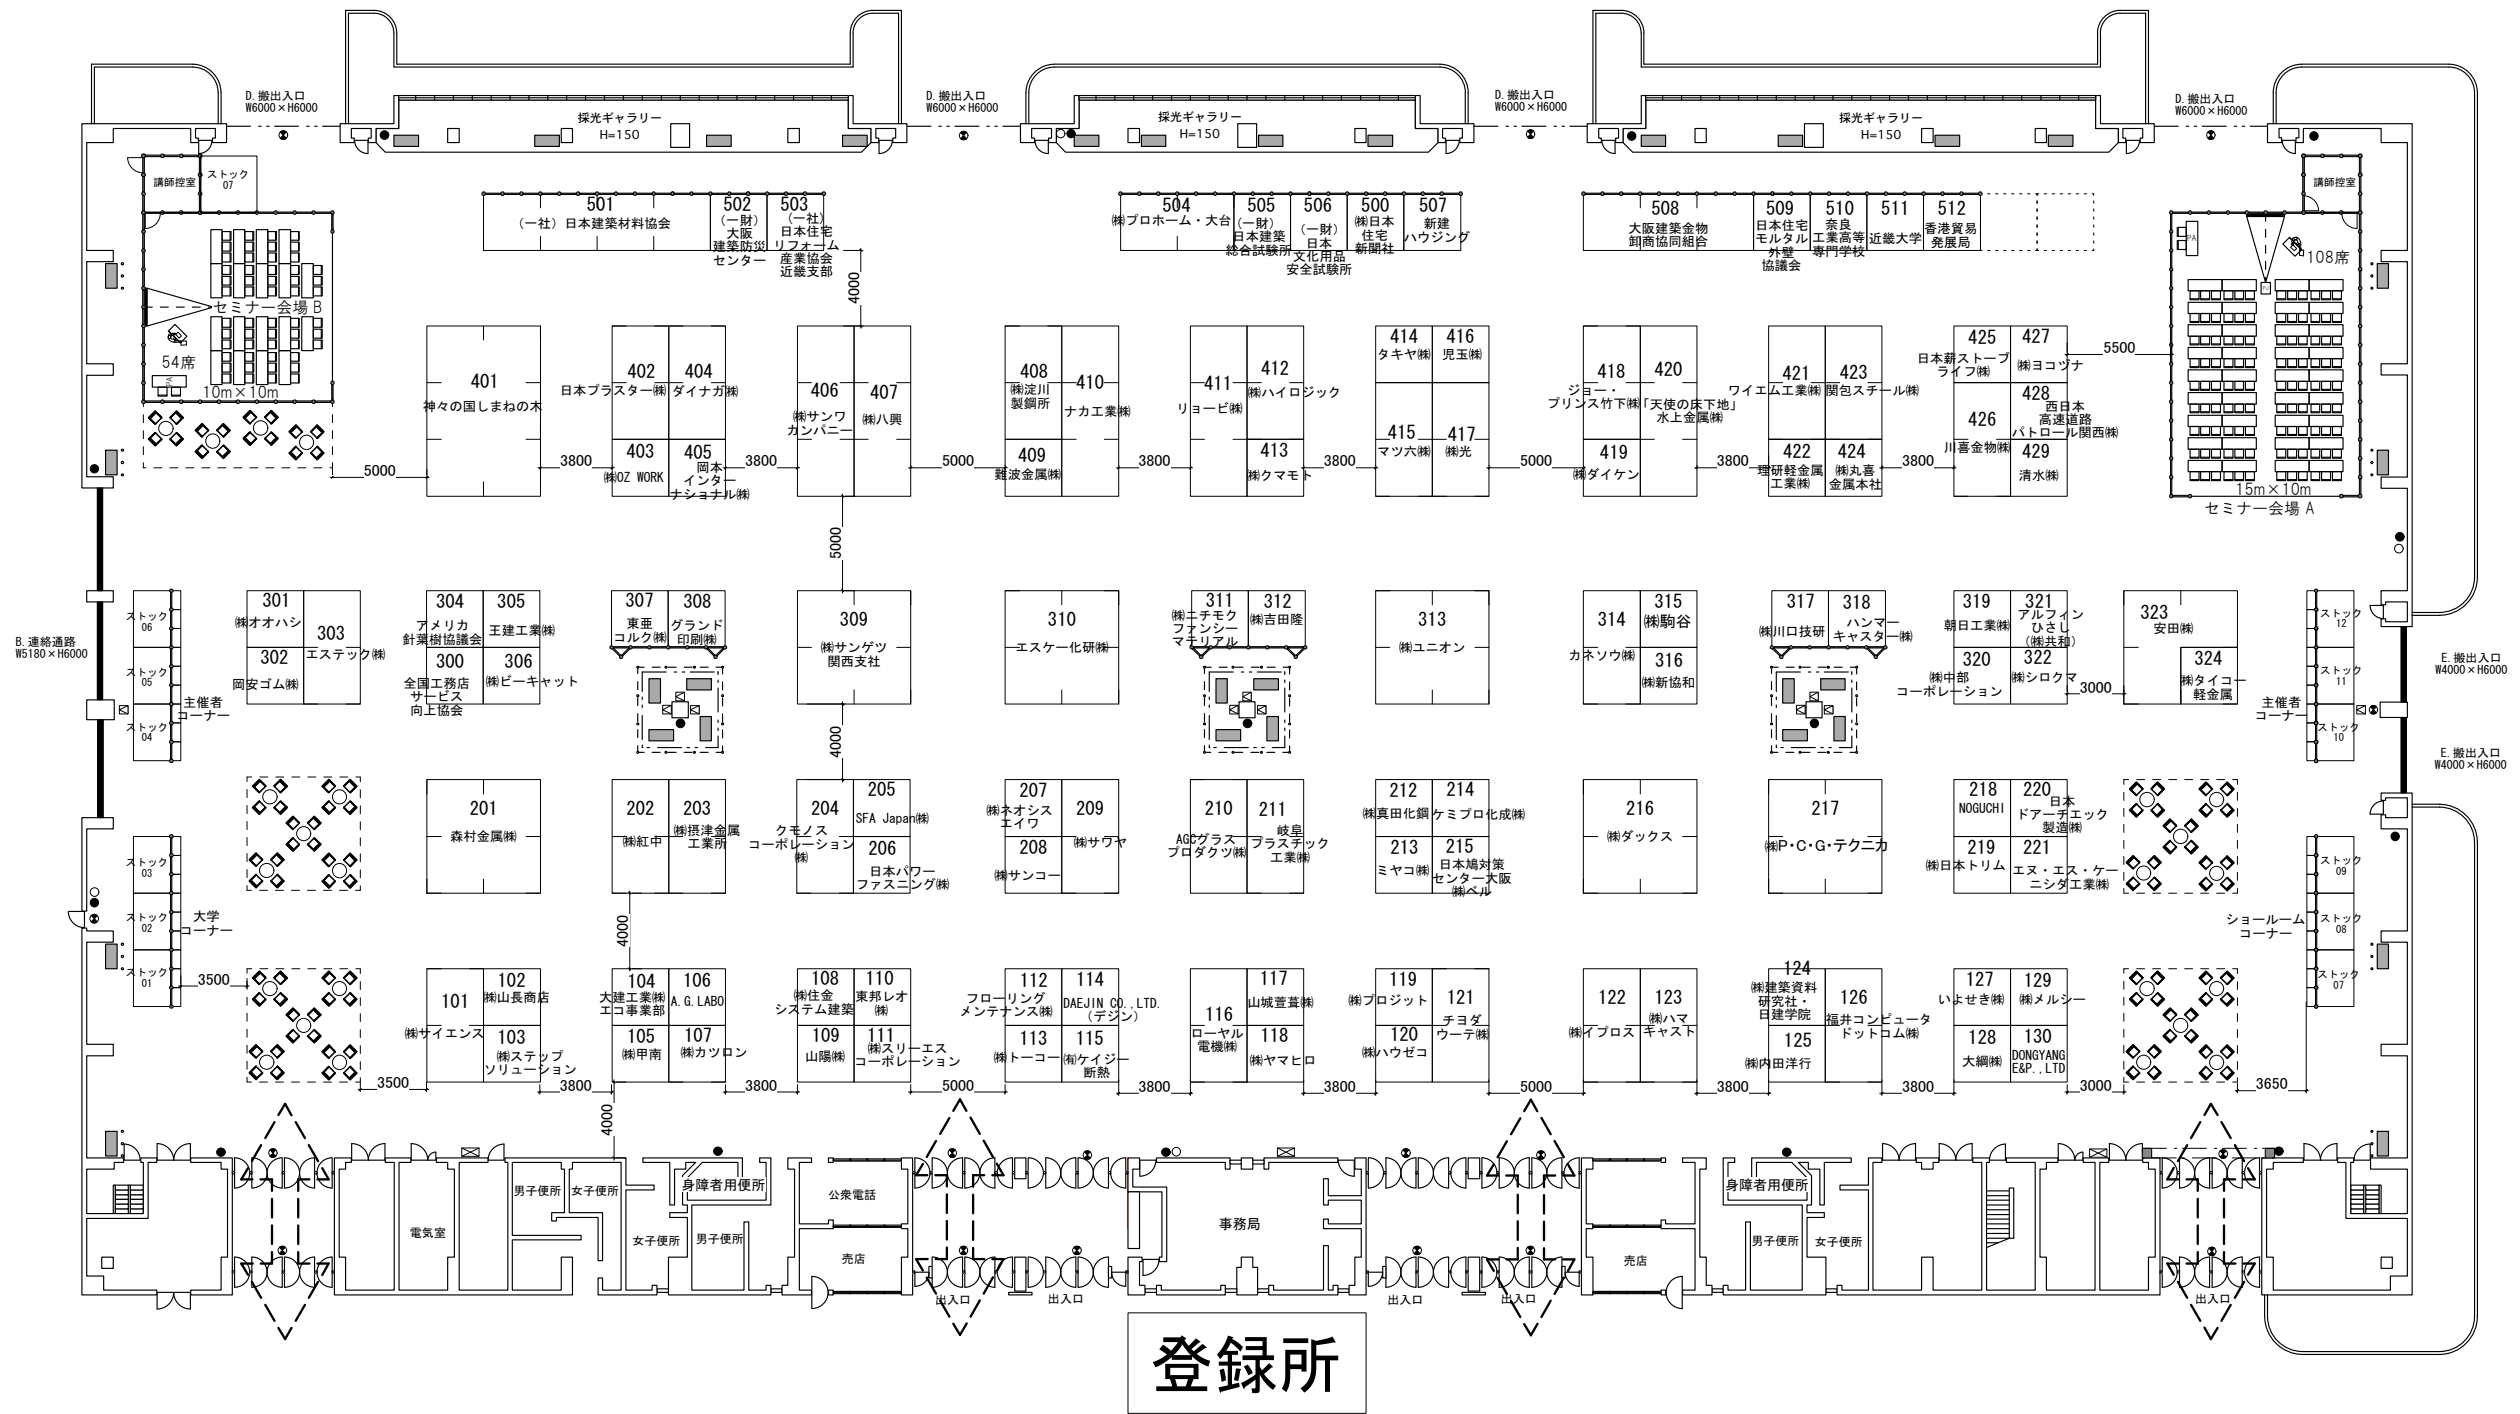 D.搬出入口
W6000×H6000
採光ギャラリー
H=150
D.搬出入口
W6000×H6000
採光ギャラリー
H=150
D.搬出入口
W6000×H6000
採光ギャラリー
H=150
D.搬出入口
W6000×H6000
講師控室
ストック
07
501
(一社)日本建築材料協会
502
(一財)
大阪
建築防災
センター
503
(一社)
日本住宅
リフォーム
産業協会
近畿支部
504
㈱プロホーム・大台
505
(一財)
日本建築
総合試験所
506
(一財)
日本
文化用品
安全試験所
500
㈱日本
住宅
新聞社
507
新建
ハウジング
508
大阪建築金物
卸商協同組合
509
日本住宅
モルタル
外壁
協議会
510
奈良
工業高等
専門学校
511
近畿大学
512
香港貿易
発展局
講師控室
PA
108席
4000
セミナー会場 B
54席
PA
10m×10m
5000
401
神々の国しまねの木
3800
402
日本プラスター㈱
404
ダイナガ㈱
403
㈱OZ WORK
405
岡本
インター
ナショナル㈱
3800
406
㈱サンワ
カンパニー
407
㈱八興
5000
408
㈱淀川
製鋼所
410
ナカ工業㈱
409
難波金属㈱
3800
411
リョービ㈱
412
㈱ハイロジック
413
㈱クマモト
3800
414
タキヤ㈱
416
児玉㈱
415
マツ六㈱
417
㈱光
5000
418
ジョー・
プリンス竹下㈱
420
「天使の床下地」
水上金属㈱
419
㈱ダイケン
3800
421
ワイエム工業㈱
423
関包スチール㈱
422
理研軽金属
工業㈱
424
㈱丸喜
金属本社
3800
425
日本薪ストーブ
ライフ㈱
427
㈱ヨコヅナ
426
川喜金物㈱
428
西日本
高速道路
パトロール関西㈱
429
清水㈱
5500
15m×10m
セミナー会場 A
5000
B.連絡通路
W5180×H6000
ストック
06
ストック
05
ストック
04
主催者
コーナー
301
㈱オオハシ
302
岡安ゴム㈱
303
エステック㈱
304
アメリカ
針葉樹協議会
305
王建工業㈱
300
全国工務店
サービス
向上協会
306
㈱ビーキャット
307
東亜
コルク㈱
308
グランド
印刷㈱
309
㈱サンゲツ
関西支社
310
エスケー化研㈱
311
㈱ニチモク
ファンシー
マテリアル
312
㈱吉田隆
313
㈱ユニオン
314
カネソウ㈱
315
㈱駒谷
316
㈱新協和
317
㈱川口技研
318
ハンマー
キャスター㈱
319
朝日工業㈱
321
アルフィン
ひさし
(㈱共和)
320
㈱中部
コーポレーション
322
㈱シロクマ
3000
323
安田㈱
324
㈱タイコー
軽金属
主催者
コーナー
ストック
12
ストック
11
ストック
10
E.搬出入口
W4000×H6000
E.搬出入口
W4000×H6000
4000
201
森村金属㈱
202
㈱紅中
203
㈱摂津金属
工業所
204
クモノス
コーポレーション
㈱
205
SFA Japan㈱
206
日本パワー
ファスニング㈱
207
㈱ネオシス
エイワ
208
㈱サンコー
209
㈱サワヤ
210
AGCグラス
プロダクツ㈱
211
岐阜
プラスチック
工業㈱
212
㈱真田化鋼
214
ケミプロ化成㈱
213
ミヤコ㈱
215
日本鳩対策
センター大阪
㈱ベル
216
㈱ダックス
217
㈱P・C・G・テクニカ
218
NOGUCHI
220
日本
ドアーチエック
製造㈱
219
㈱日本トリム
221
エヌ・エス・ケー
ニシダ工業㈱
ストック
03
ストック
02
ストック
01
大学
コーナー
3500
4000
ショールーム
コーナー
ストック
09
ストック
08
ストック
07
101
㈱サイエンス
102
㈱山長商店
103
㈱ステップ
ソリューション
104
大建工業㈱
エコ事業部
106
A.G.LABO
105
㈱甲南
107
㈱カツロン
108
㈱住金
システム建築
110
東邦レオ
㈱
109
山陽㈱
111
㈱スリーエス
コーポレーション
112
フローリング
メンテナンス㈱
114
DAEJIN CO.,LTD.
(デジン)
113
㈱トーコー
115
㈲ケイジー
断熱
116
ローヤル
電機㈱
117
山城萱葺㈱
118
㈱ヤマヒロ
119
㈱プロジット
120
㈱ハウゼコ
121
チヨダ
ウーテ㈱
122
㈱イプロス
123
㈱ハマ
キャスト
124
㈱建築資料
研究社・
日建学院
125
㈱内田洋行
126
福井コンピュータ
ドットコム㈱
127
いよせき㈱
129
㈱メルシー
128
大綱㈱
130
DONGYANG
E&P.,LTD
3500
3800
3800
5000
3800
3800
5000
3800
3800
3000
3650
4000
電気室
男子便所
女子便所
女子便所
身障者用便所
男子便所
公衆電話
売店
出入口
出入口
事務局
出入口
出入口
売店
身障者用便所
男子便所
女子便所
出入口
登録所